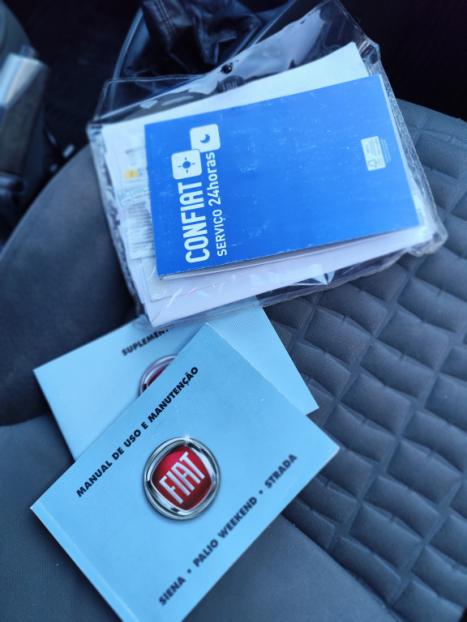 CONFIAT
SERVIÇO 24horas
SUPLEMEN
MANUAL DE USO E MANUTENÇÃO
FIAT
SIENA • PALIO WEEKEND • STRADA